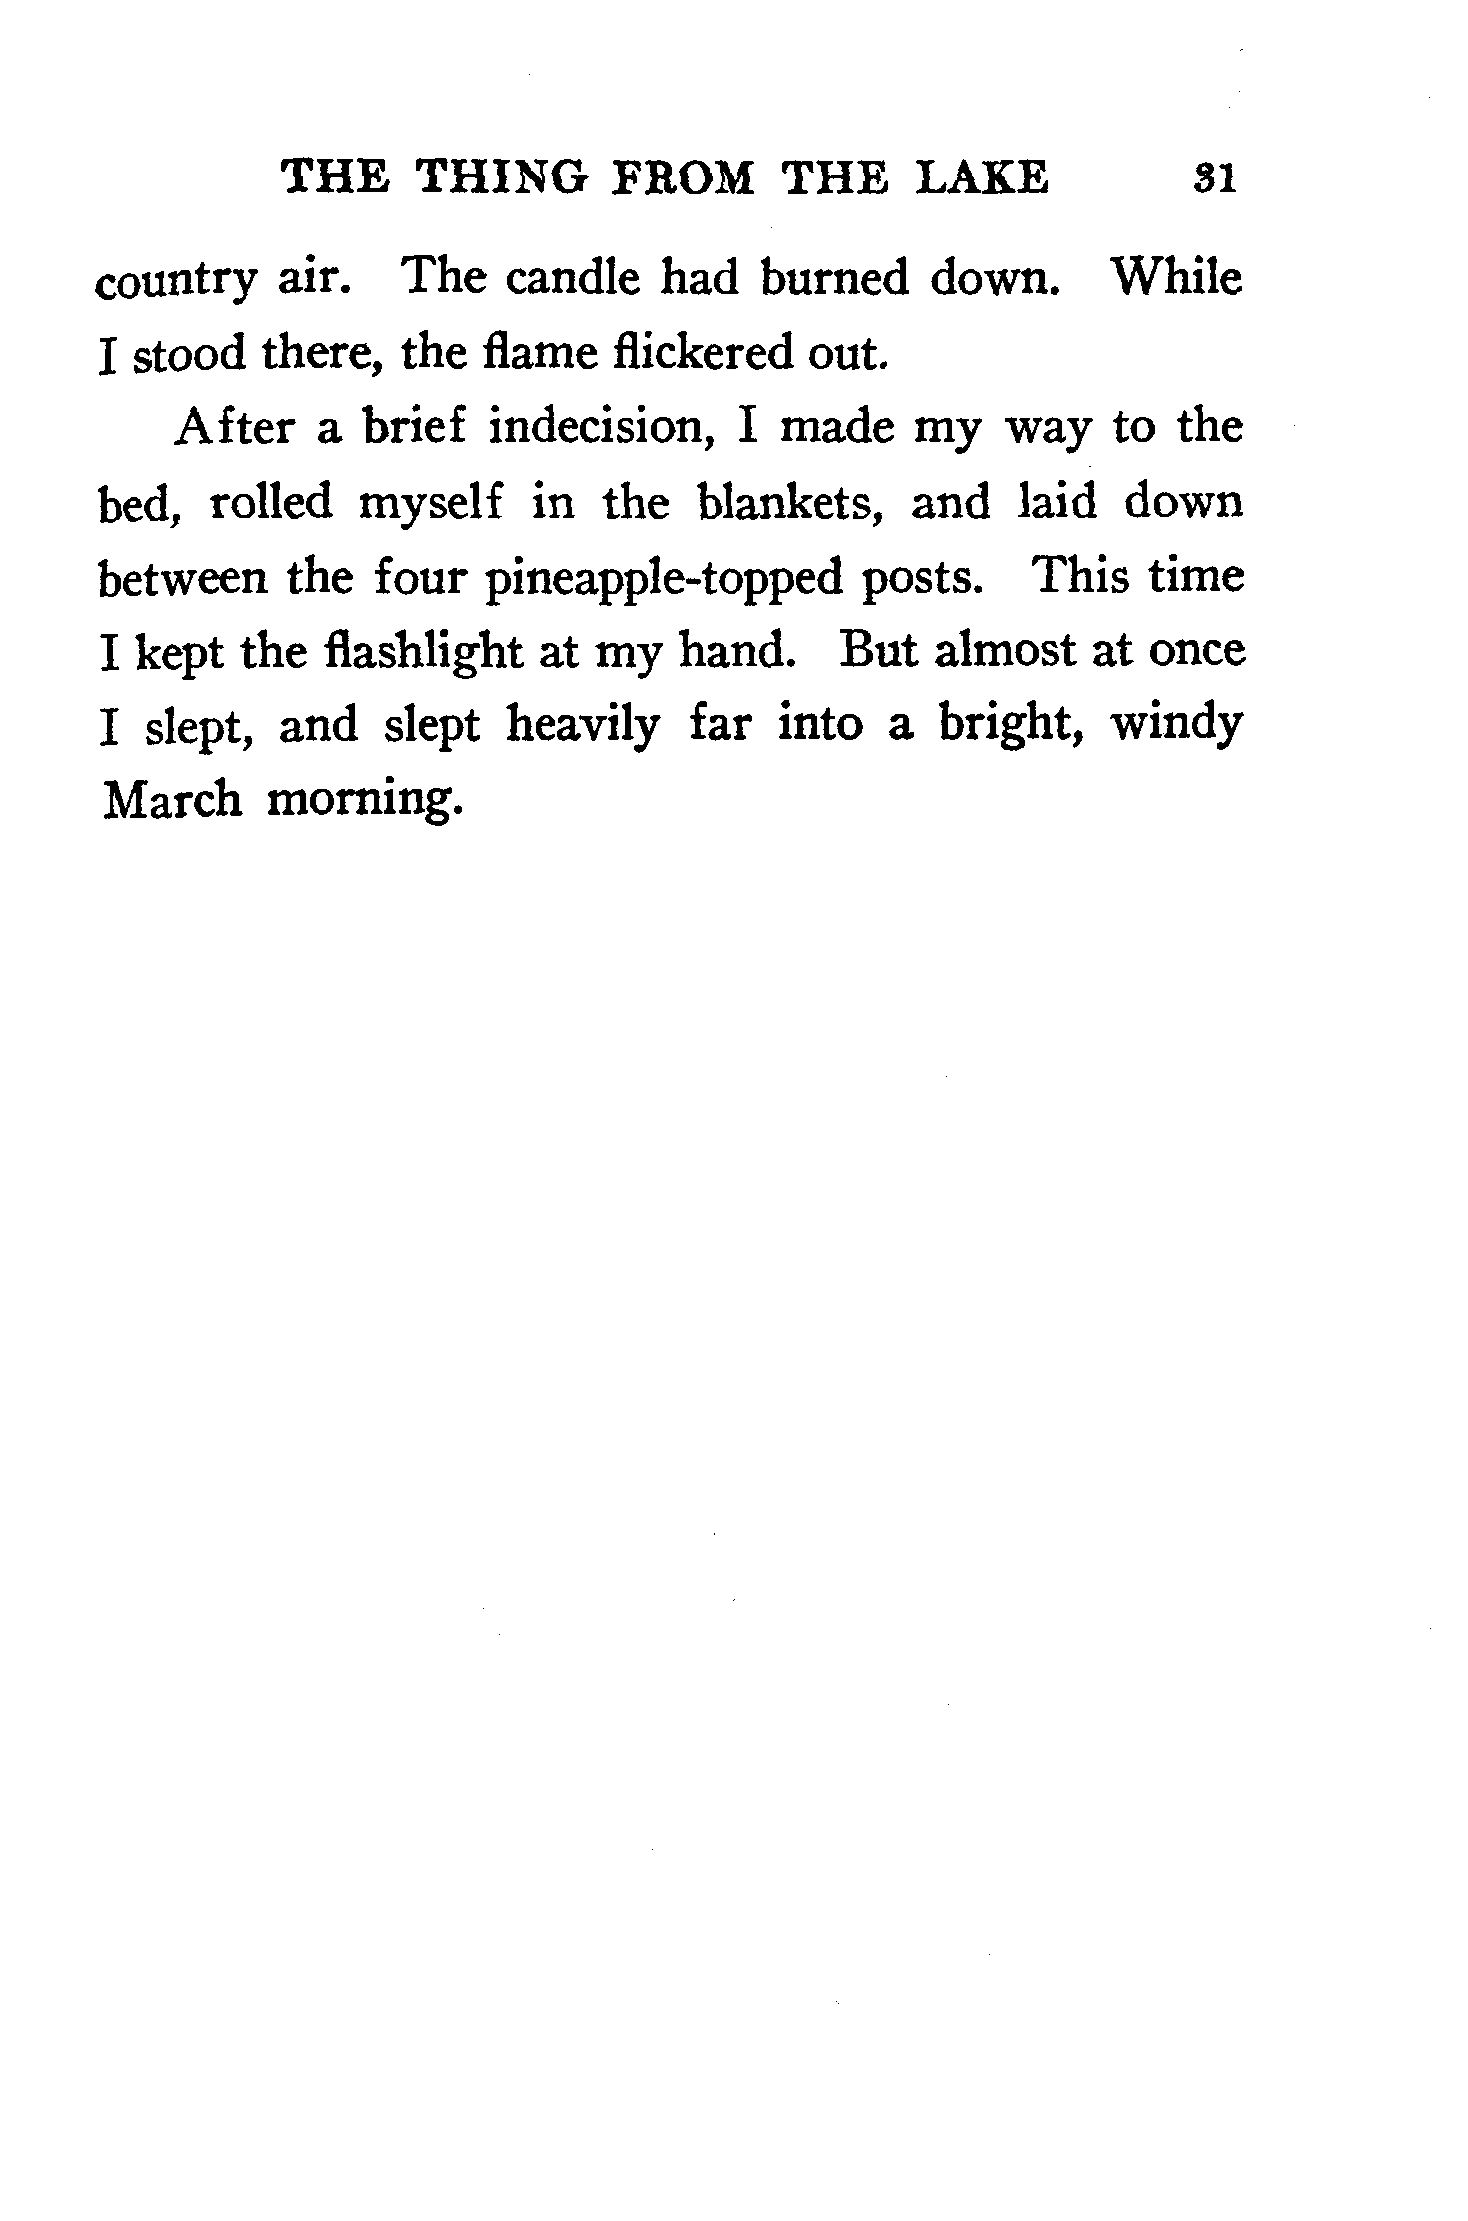 THE THING FROM THE LAKE 31
country air. The candle had burned down. While
I stood there, the flame flickered out.
After a brief indecision, I made my way to the
bed, rolled myself in the blankets, and laid down
between the four pineapple-topped posts. This time
I kept the flashlight at my hand. But almost at once
I slept, and slept heavily far into a bright, windy
March morning.